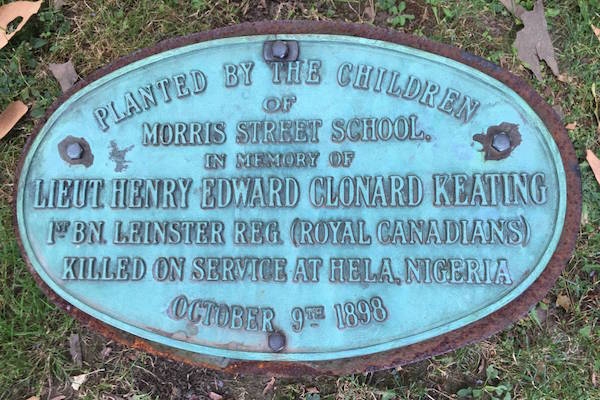 PLANTED BY THE CHILDREN
OF
MORRIS STREET SCHOOL.
IN MEMORY OF
LIEUT. HENRY EDWARD CLONARD KEATING
1ST BN. LEINSTER REG. (ROYAL CANADIANS)
KILLED ON SERVICE AT HELA, NIGERIA
OCTOBER 9TH 1898